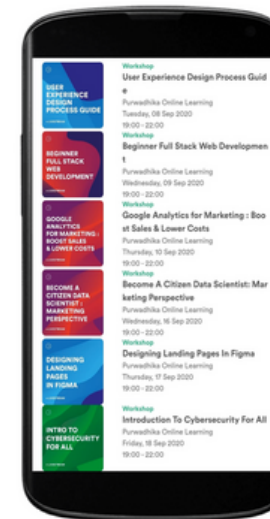 USER
EXPERIENCE
DESIGN
PROCESS GUIDE
Workshop
User Experience Design Process Guid
e
Purwadhika Online Learning
Tuesday, 08 Sep 2020
19:00 - 22:00
BEGINNER
FULL STACK
WEB
DEVELOPMENT
Workshop
Beginner Full Stack Web Developmen
t
Purwadhika Online Learning
Wednesday, 09 Sep 2020
19:00 - 22:00
GOOGLE
ANALYTICS
FOR MARKETING :
BOOST SALES
& LOWER COSTS
Workshop
Google Analytics for Marketing : Boo
st Sales & Lower Costs
Purwadhika Online Learning
Thursday, 10 Sep 2020
19:00 - 22:00
BECOME A
CITIZEN DATA
SCIENTIST :
MARKETING
PERSPECTIVE
Workshop
Become A Citizen Data Scientist: Mar
keting Perspective
Purwadhika Online Learning
Wednesday, 16 Sep 2020
19:00 - 22:00
DESIGNING
LANDING
PAGES
IN FIGMA
Workshop
Designing Landing Pages In Figma
Purwadhika Online Learning
Thursday, 17 Sep 2020
19:00 - 22:00
INTRO TO
CYBERSECURITY
FOR ALL
Workshop
Introduction To Cybersecurity For All
Purwadhika Online Learning
Friday, 18 Sep 2020
19:00 - 22:00